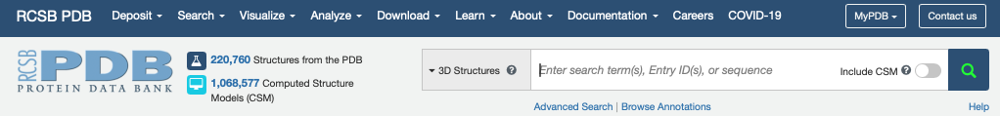 RCSB PDB Deposit Search Visualize Analyze Download Learn About Documentation Careers COVID-19 MyPDB Contact us
RCSB PDB
PROTEIN DATA BANK
220,760 Structures from the PDB
1,068,577 Computed Structure
Models (CSM)
3D Structures ? Enter search term(s), Entry ID(s), or sequence Include CSM ?
Advanced Search | Browse Annotations Help